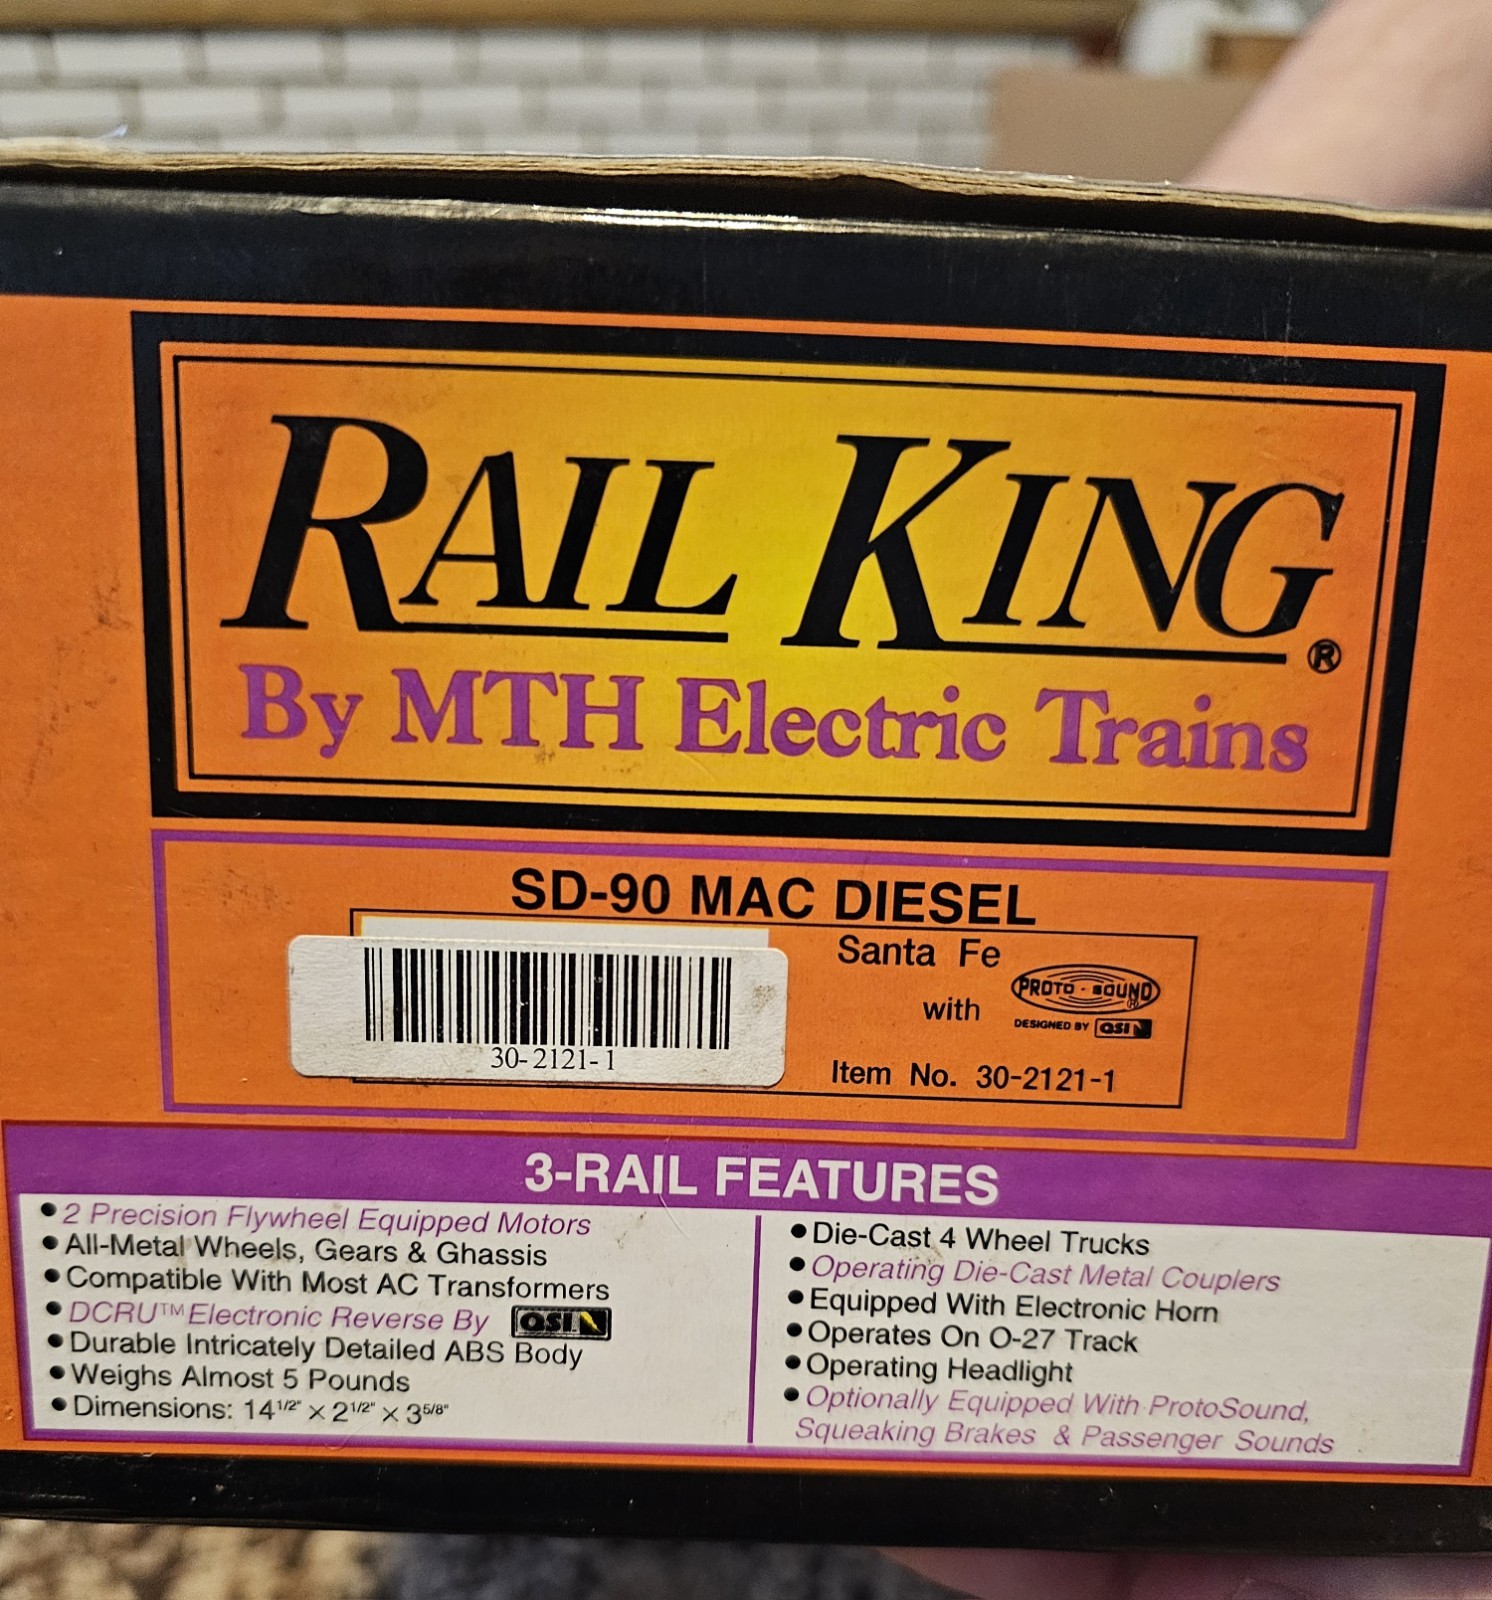 RAIL KING®
By MTH Electric Trains
SD-90 MAC DIESEL
Santa Fe
with PROTO-SOUND®
DESIGNED BY QSI
30-2121-1
Item No. 30-2121-1
3-RAIL FEATURES
• 2 Precision Flywheel Equipped Motors
• All-Metal Wheels, Gears & Ghassis
• Compatible With Most AC Transformers
• DCRU™ Electronic Reverse By QSI
• Durable Intricately Detailed ABS Body
• Weighs Almost 5 Pounds
• Dimensions: 14 1/2" x 2 1/2" x 3 5/8"
• Die-Cast 4 Wheel Trucks
• Operating Die-Cast Metal Couplers
• Equipped With Electronic Horn
• Operates On O-27 Track
• Operating Headlight
• Optionally Equipped With ProtoSound,
Squeaking Brakes & Passenger Sounds